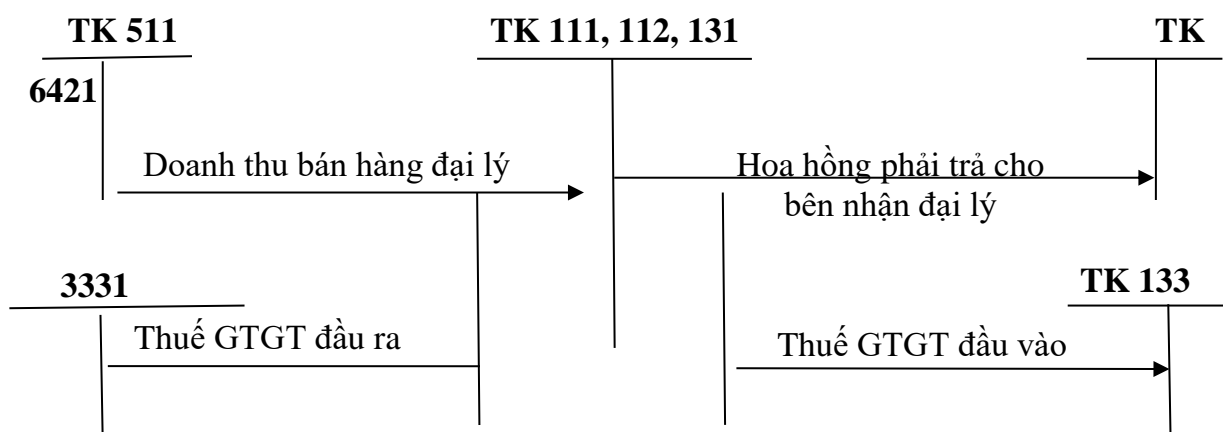 TK 511 TK 111, 112, 131 TK
6421
Doanh thu bán hàng đại lý Hoa hồng phải trả cho
bên nhận đại lý
3331 TK 133
Thuế GTGT đầu ra Thuế GTGT đầu vào